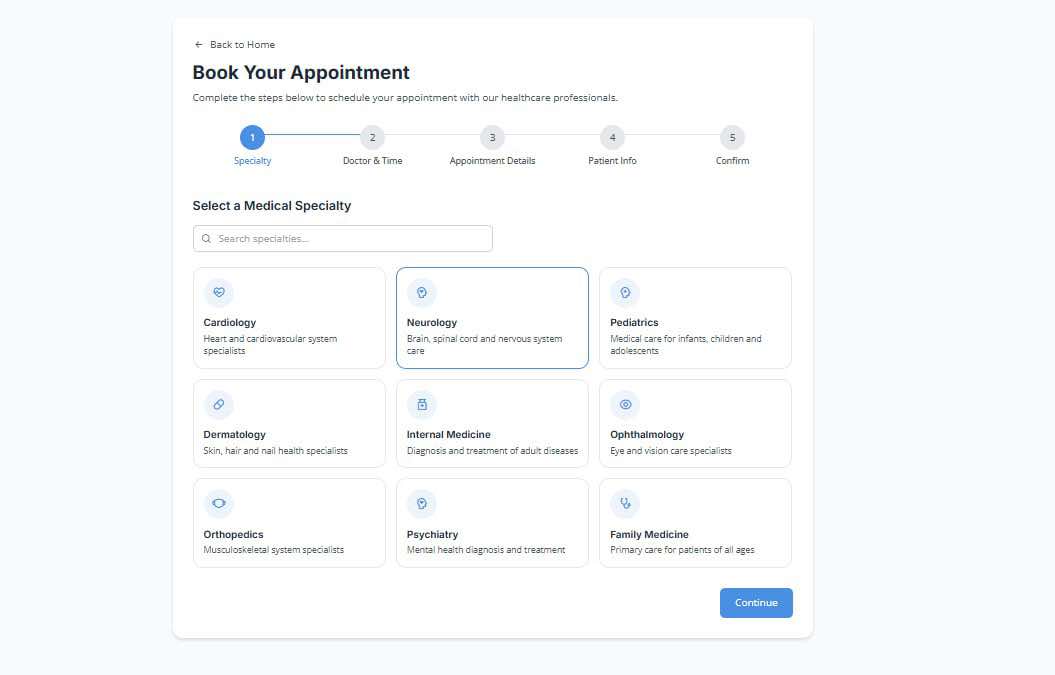 Back to Home
Book Your Appointment
Complete the steps below to schedule your appointment with our healthcare professionals.
1
2
3
4
5
Specialty
Doctor & Time
Appointment Details
Patient Info
Confirm
Select a Medical Specialty
Search specialties...
Cardiology
Heart and cardiovascular system
specialists
Neurology
Brain, spinal cord and nervous system
care
Pediatrics
Medical care for infants, children and
adolescents
Dermatology
Skin, hair and nail health specialists
Internal Medicine
Diagnosis and treatment of adult diseases
Ophthalmology
Eye and vision care specialists
Orthopedics
Musculoskeletal system specialists
Psychiatry
Mental health diagnosis and treatment
Family Medicine
Primary care for patients of all ages
Continue